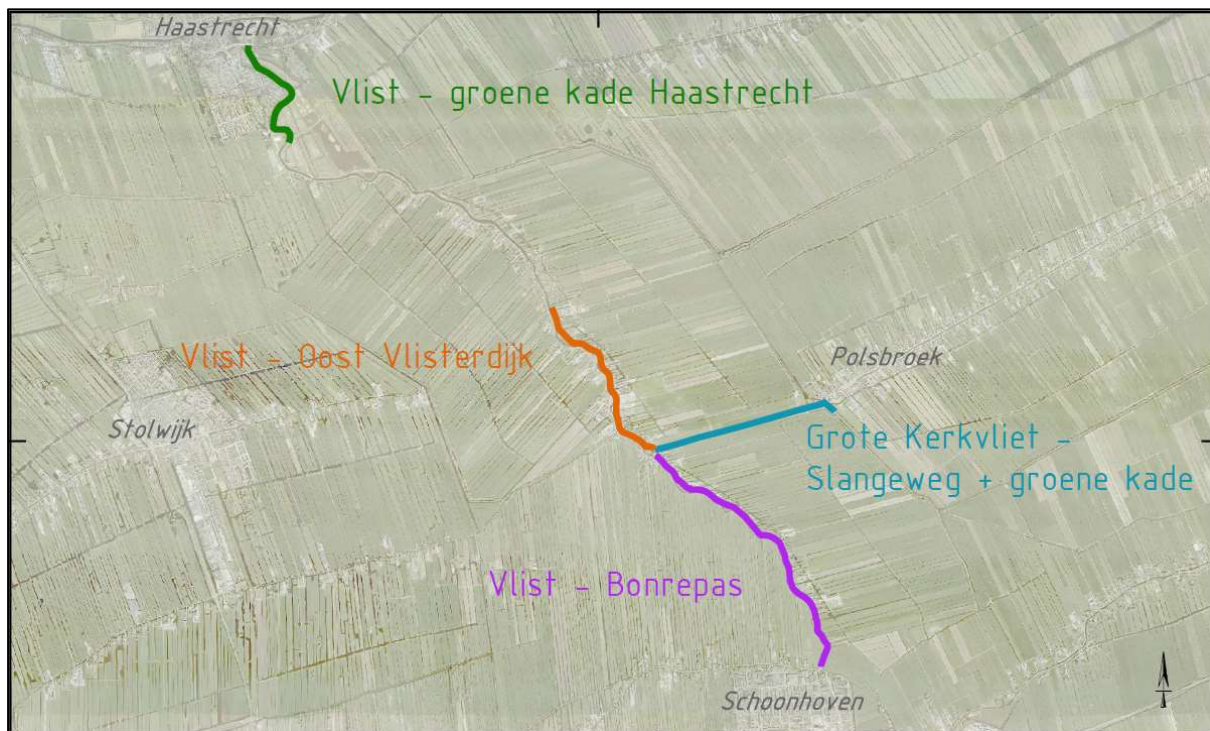 Haastrecht
Vlist - groene kade Haastrecht
Vlist - Oost Vlisterdijk
Polsbroek
Stolwijk
Grote Kerkvliet -
Slangeweg + groene kade
Vlist - Bonrepas
Schoonhoven